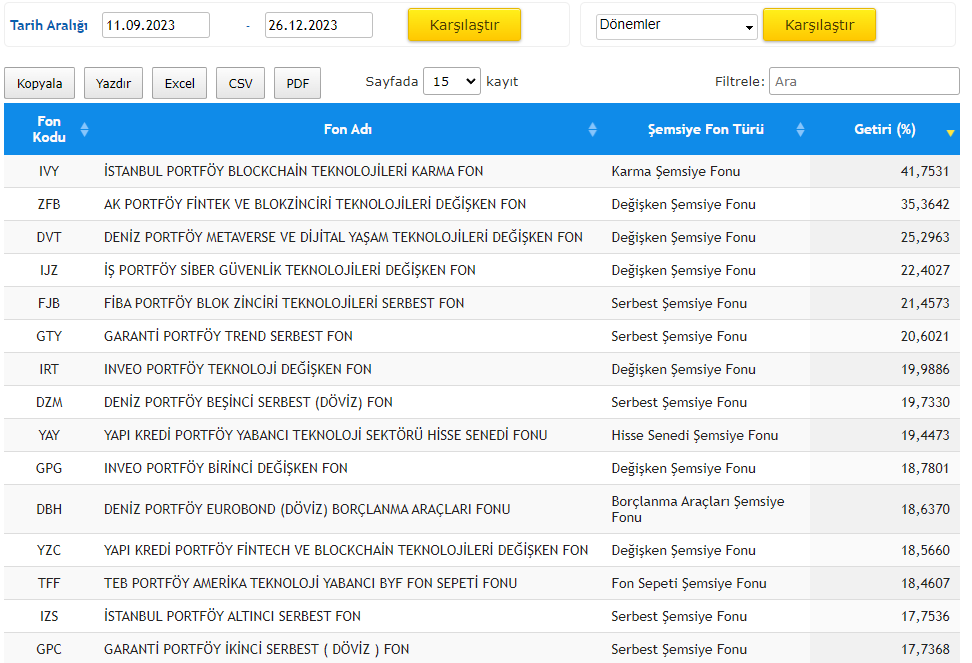 Tarih Aralığı 11.09.2023 - 26.12.2023 Karşılaştır Dönemler Karşılaştır
Kopyala Yazdır Excel CSV PDF Sayfada 15 kayıt Filtrele: Ara
Fon Kodu Fon Adı Şemsiye Fon Türü Getiri (%)
IVY İSTANBUL PORTFÖY BLOCKCHAİN TEKNOLOJİLERİ KARMA FON Karma Şemsiye Fonu 41,7531
ZFB AK PORTFÖY FİNTEK VE BLOKZİNCİRİ TEKNOLOJİLERİ DEĞİŞKEN FON Değişken Şemsiye Fonu 35,3642
DVT DENİZ PORTFÖY METAVERSE VE DİJİTAL YAŞAM TEKNOLOJİLERİ DEĞİŞKEN FON Değişken Şemsiye Fonu 25,2963
IJZ İŞ PORTFÖY SİBER GÜVENLİK TEKNOLOJİLERİ DEĞİŞKEN FON Değişken Şemsiye Fonu 22,4027
FJB FİBA PORTFÖY BLOK ZİNCİRİ TEKNOLOJİLERİ SERBEST FON Serbest Şemsiye Fonu 21,4573
GTY GARANTİ PORTFÖY TREND SERBEST FON Serbest Şemsiye Fonu 20,6021
IRT INVEO PORTFÖY TEKNOLOJİ DEĞİŞKEN FON Değişken Şemsiye Fonu 19,9886
DZM DENİZ PORTFÖY BEŞİNCİ SERBEST (DÖVİZ) FON Serbest Şemsiye Fonu 19,7330
YAY YAPI KREDİ PORTFÖY YABANCI TEKNOLOJİ SEKTÖRÜ HİSSE SENEDİ FONU Hisse Senedi Şemsiye Fonu 19,4473
GPG INVEO PORTFÖY BİRİNCİ DEĞİŞKEN FON Değişken Şemsiye Fonu 18,7801
DBH DENİZ PORTFÖY EUROBOND (DÖVİZ) BORÇLANMA ARAÇLARI FONU Borçlanma Araçları Şemsiye Fonu 18,6370
YZC YAPI KREDİ PORTFÖY FİNTECH VE BLOCKCHAİN TEKNOLOJİLERİ DEĞİŞKEN FON Değişken Şemsiye Fonu 18,5660
TFF TEB PORTFÖY AMERİKA TEKNOLOJİ YABANCI BYF FON SEPETİ FONU Fon Sepeti Şemsiye Fonu 18,4607
IZS İSTANBUL PORTFÖY ALTINCI SERBEST FON Serbest Şemsiye Fonu 17,7536
GPC GARANTİ PORTFÖY İKİNCİ SERBEST ( DÖVİZ ) FON Serbest Şemsiye Fonu 17,7368